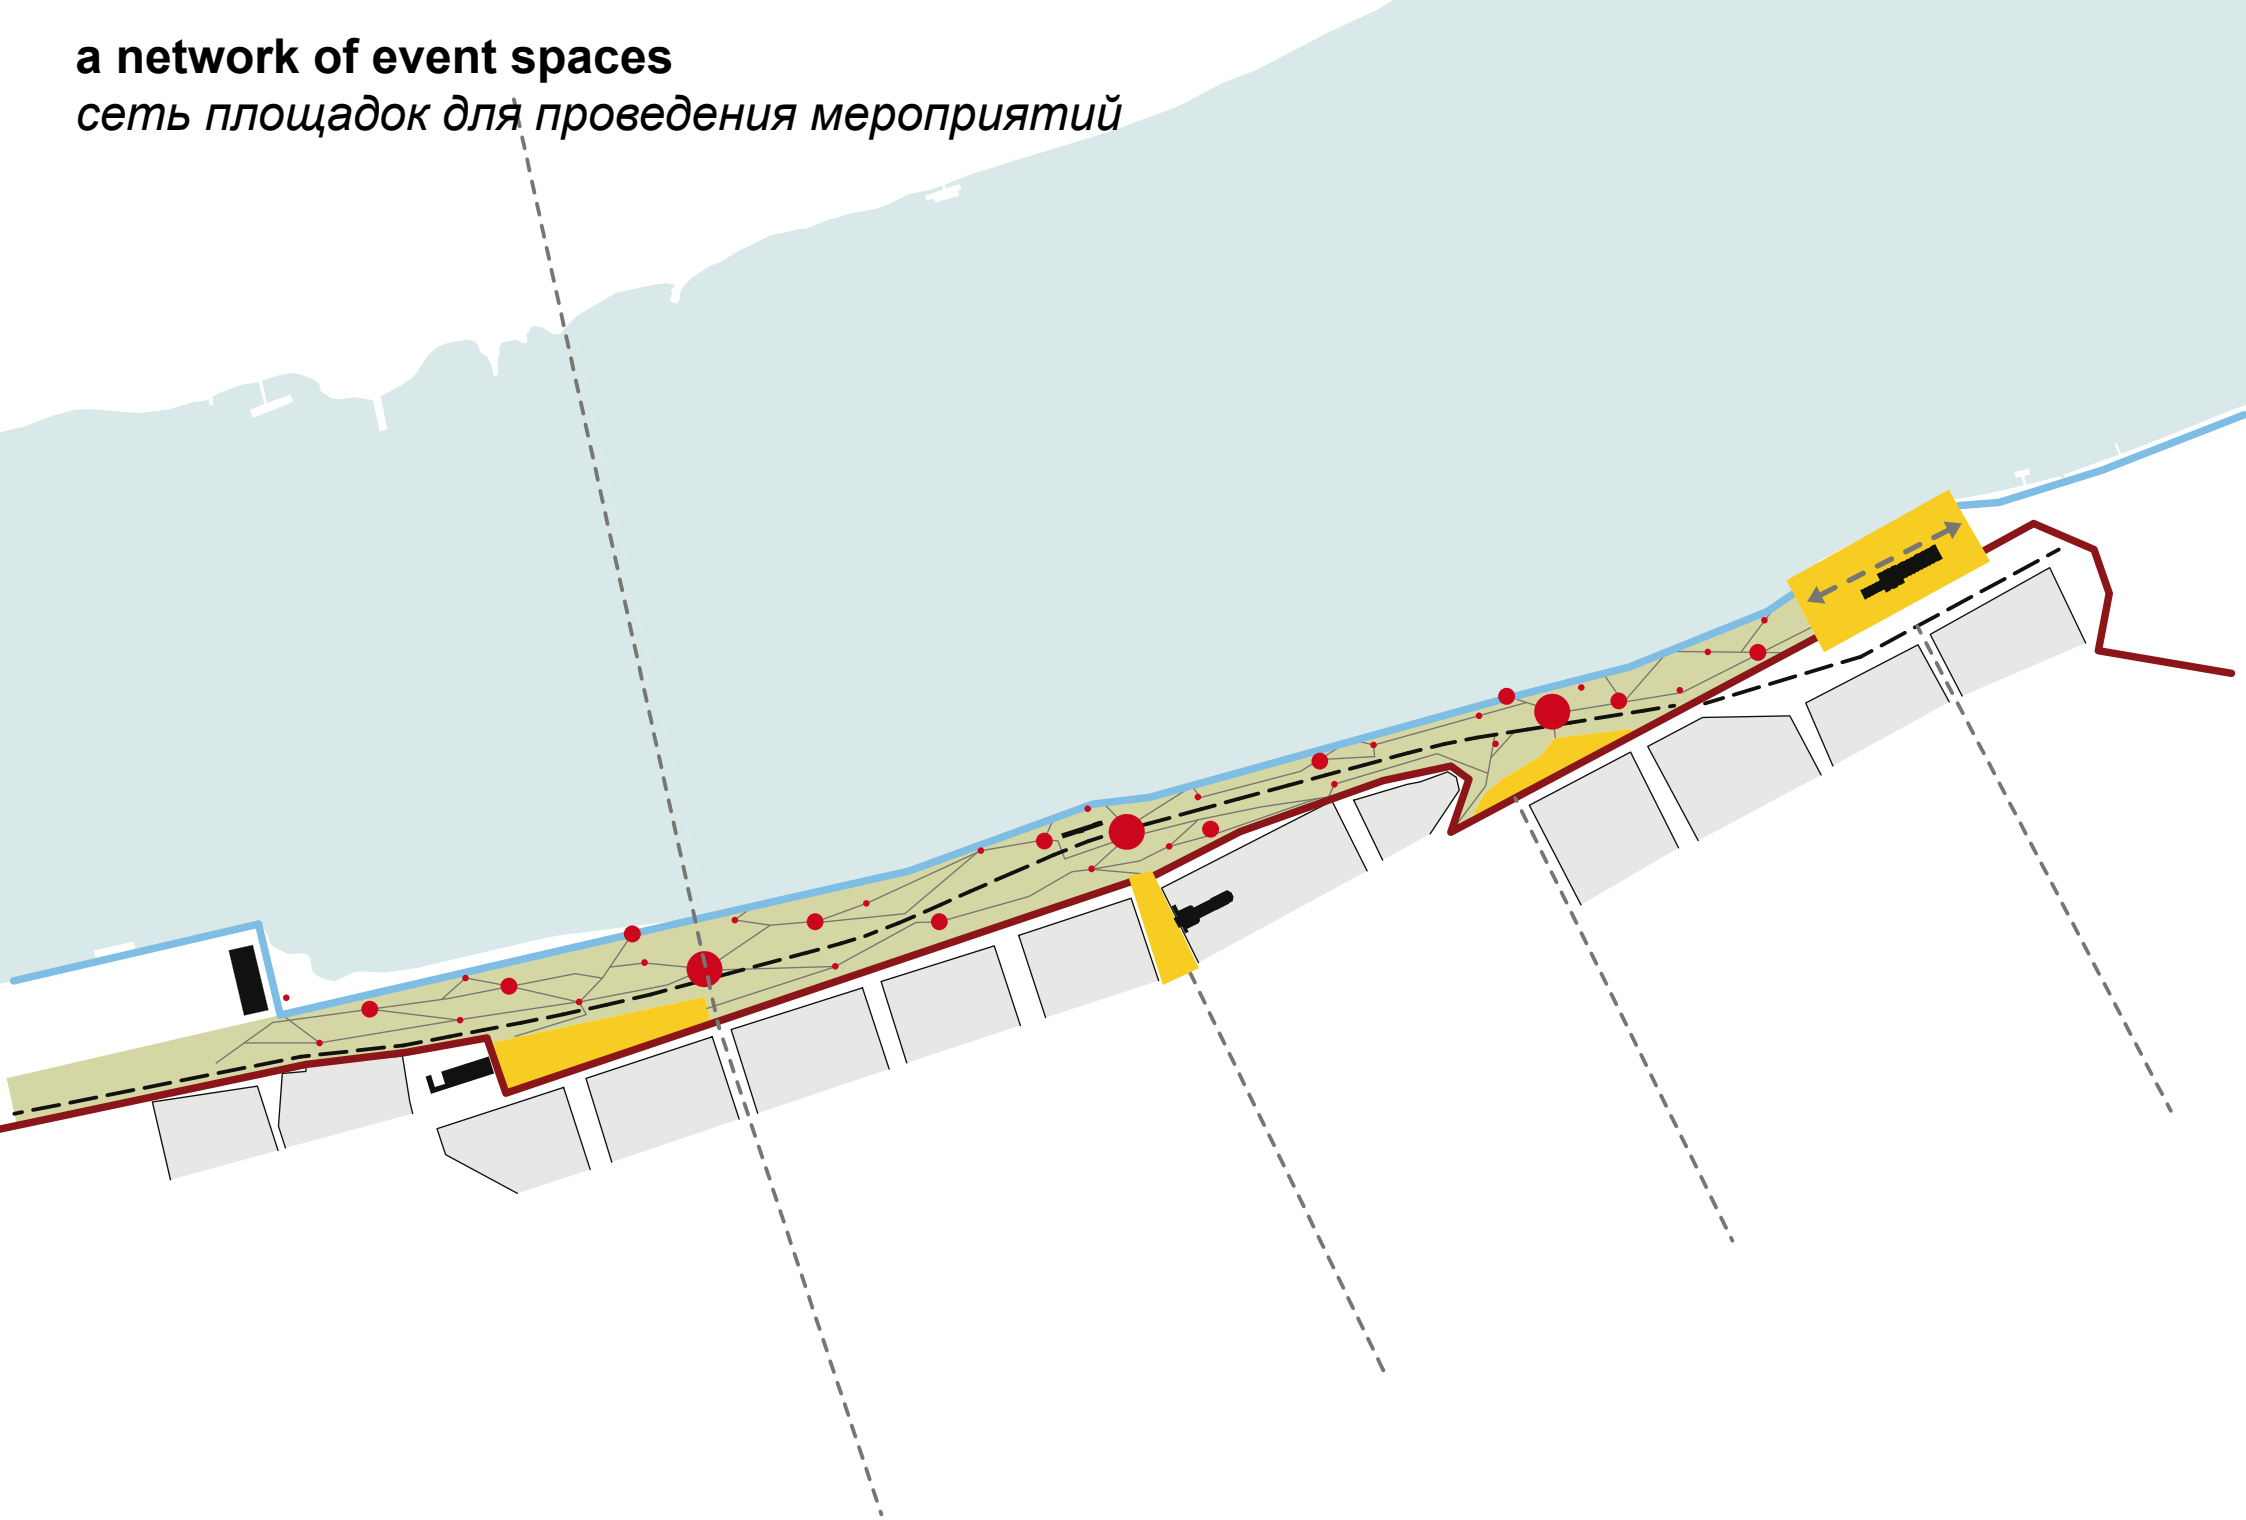 a network of event spaces
сеть площадок для проведения мероприятий